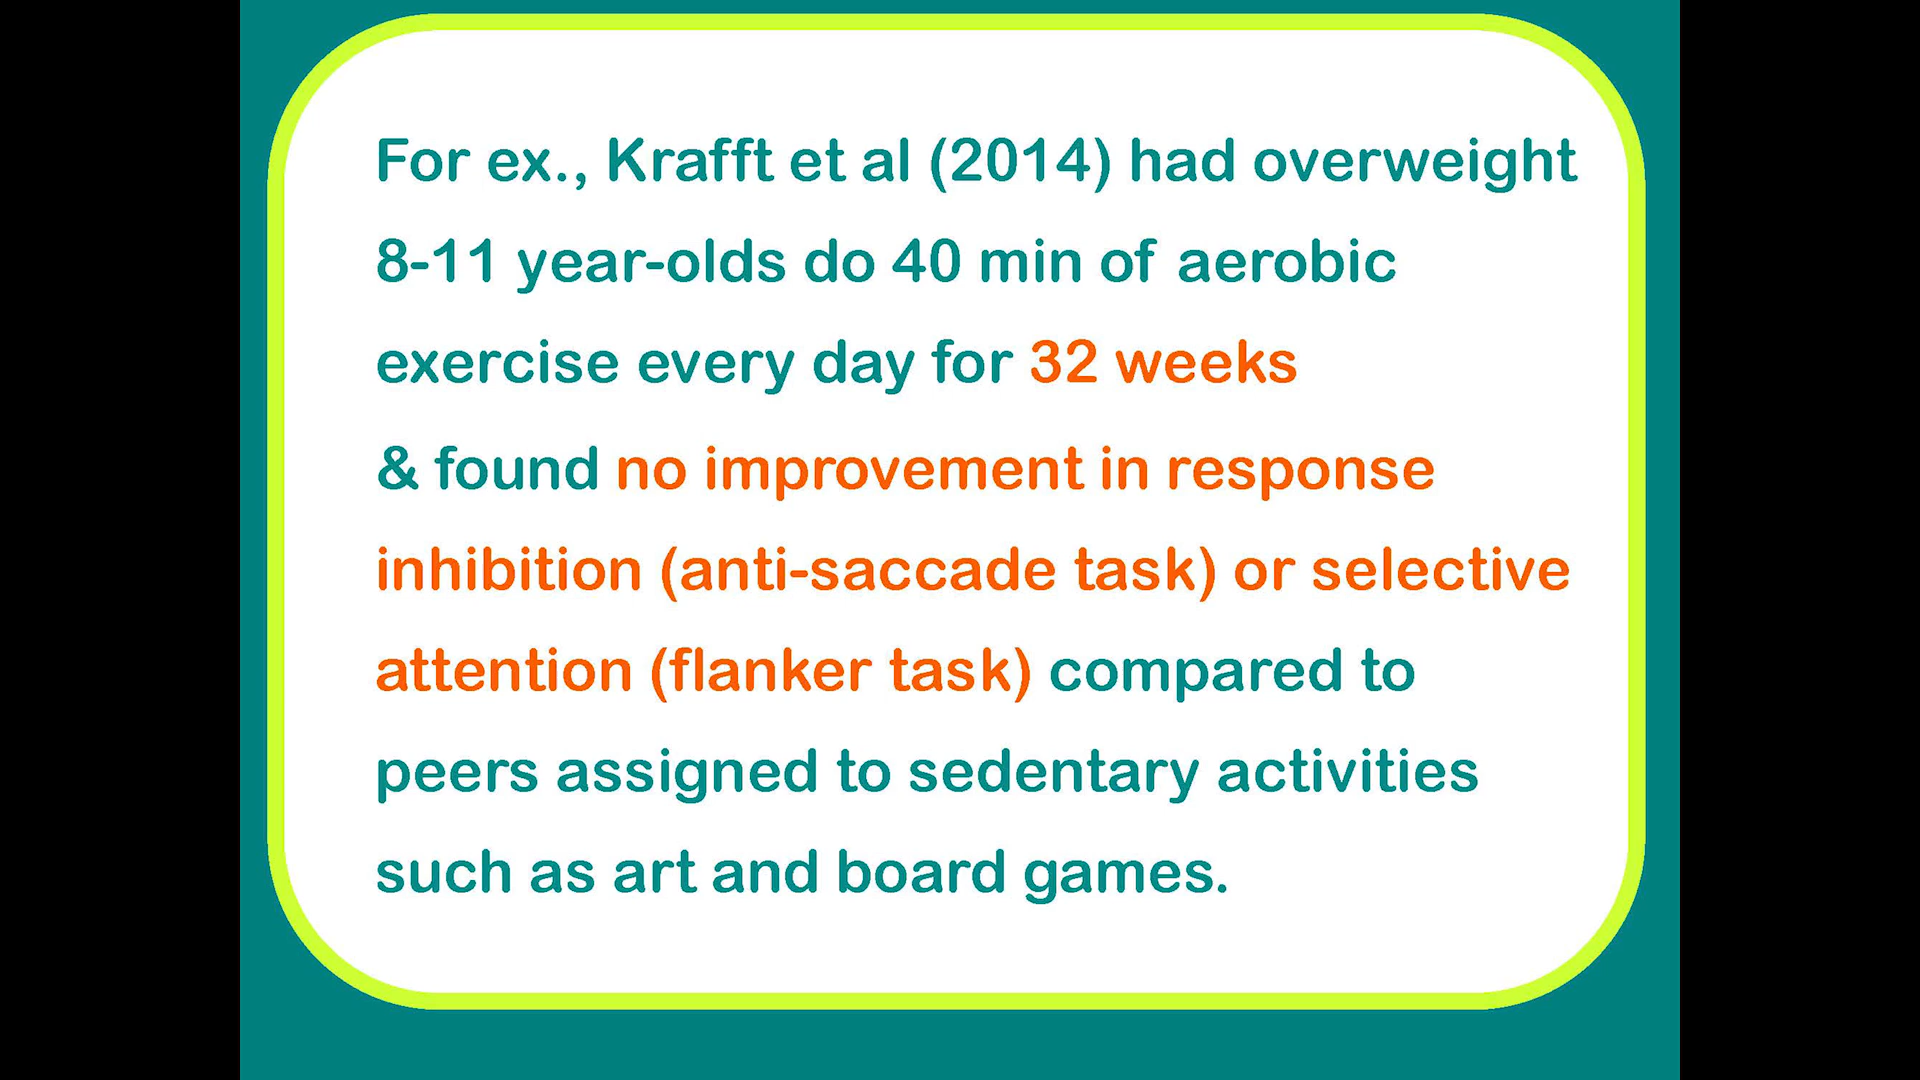 For ex., Krafft et al (2014) had overweight
8-11 year-olds do 40 min of aerobic
exercise every day for 32 weeks
& found no improvement in response
inhibition (anti-saccade task) or selective
attention (flanker task) compared to
peers assigned to sedentary activities
such as art and board games.